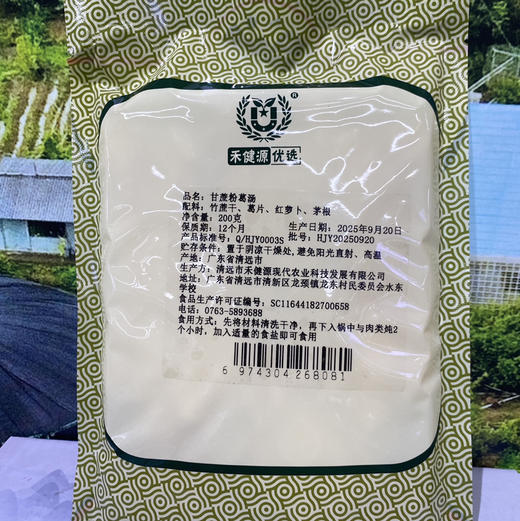 ®
禾健源优选
品名：甘蔗粉葛汤
配料：竹蔗干、葛片、红萝卜、茅根
净含量：200克 生产日期：2025年9月20日
保质期：12个月 批号：HJY20250920
产品标准号：Q/HJY0003S
贮存条件：置于阴凉干燥处，避免阳光直射、高温
产地：广东省清远市
生产方：清远市禾健源现代农业科技发展有限公司
地址：广东省清远市清新区龙颈镇龙东村民委员会水东
学校
食品生产许可证编号：SC11644182700658
电话：0763-5893688
食用方式：先将材料清洗干净，再下入锅中与肉类炖2
个小时，加入适量的食盐即可食用
6 974304 268081